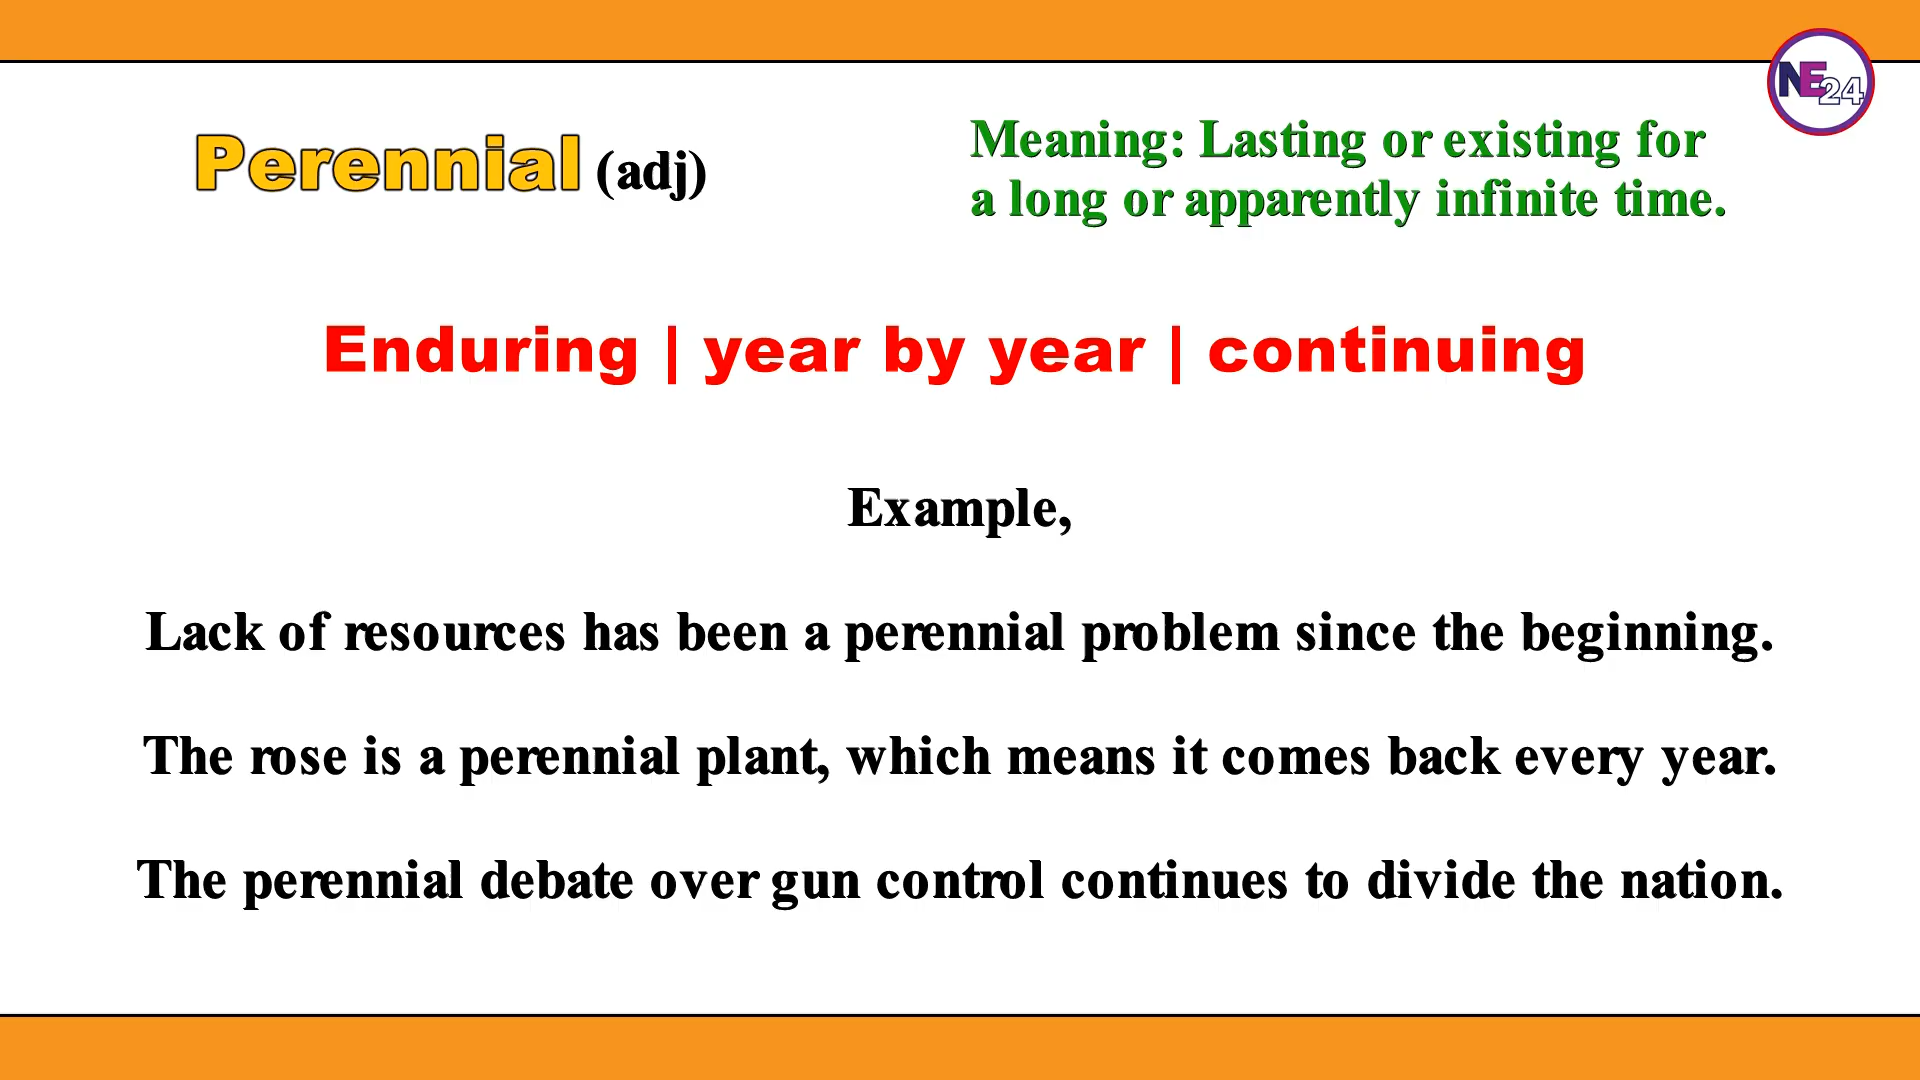 NE24
Perennial (adj)
Meaning: Lasting or existing for
a long or apparently infinite time.
Enduring | year by year | continuing
Example,
Lack of resources has been a perennial problem since the beginning.
The rose is a perennial plant, which means it comes back every year.
The perennial debate over gun control continues to divide the nation.